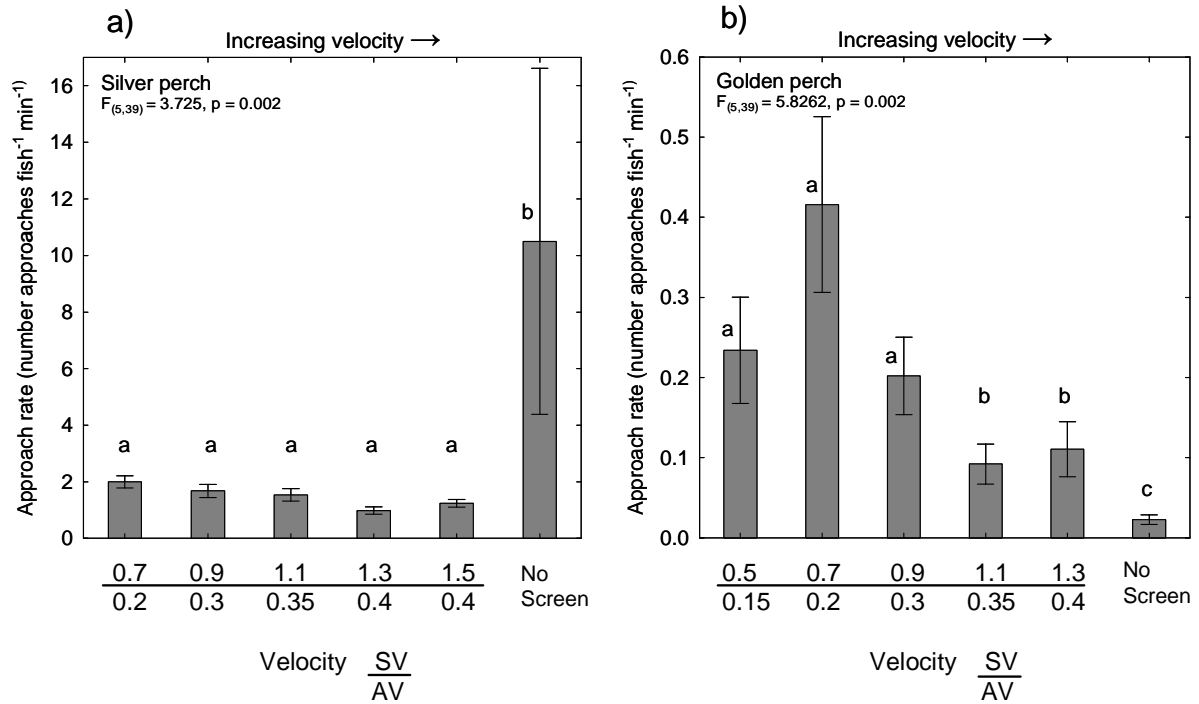 a)
Increasing velocity →
Silver perch
F(5,39) = 3.725, p = 0.002
Approach rate (number approaches fish⁻¹ min⁻¹)
16
14
12
10
8
6
4
2
0
a
a
a
a
a
b
0.7 0.9 1.1 1.3 1.5 No
0.2 0.3 0.35 0.4 0.4 Screen
Velocity SV
AV
b)
Increasing velocity →
Golden perch
F(5,39) = 5.8262, p = 0.002
Approach rate (number approaches fish⁻¹ min⁻¹)
0.6
0.5
0.4
0.3
0.2
0.1
0.0
a
a
a
b
b
c
0.5 0.7 0.9 1.1 1.3 No
0.15 0.2 0.3 0.35 0.4 Screen
Velocity SV
AV